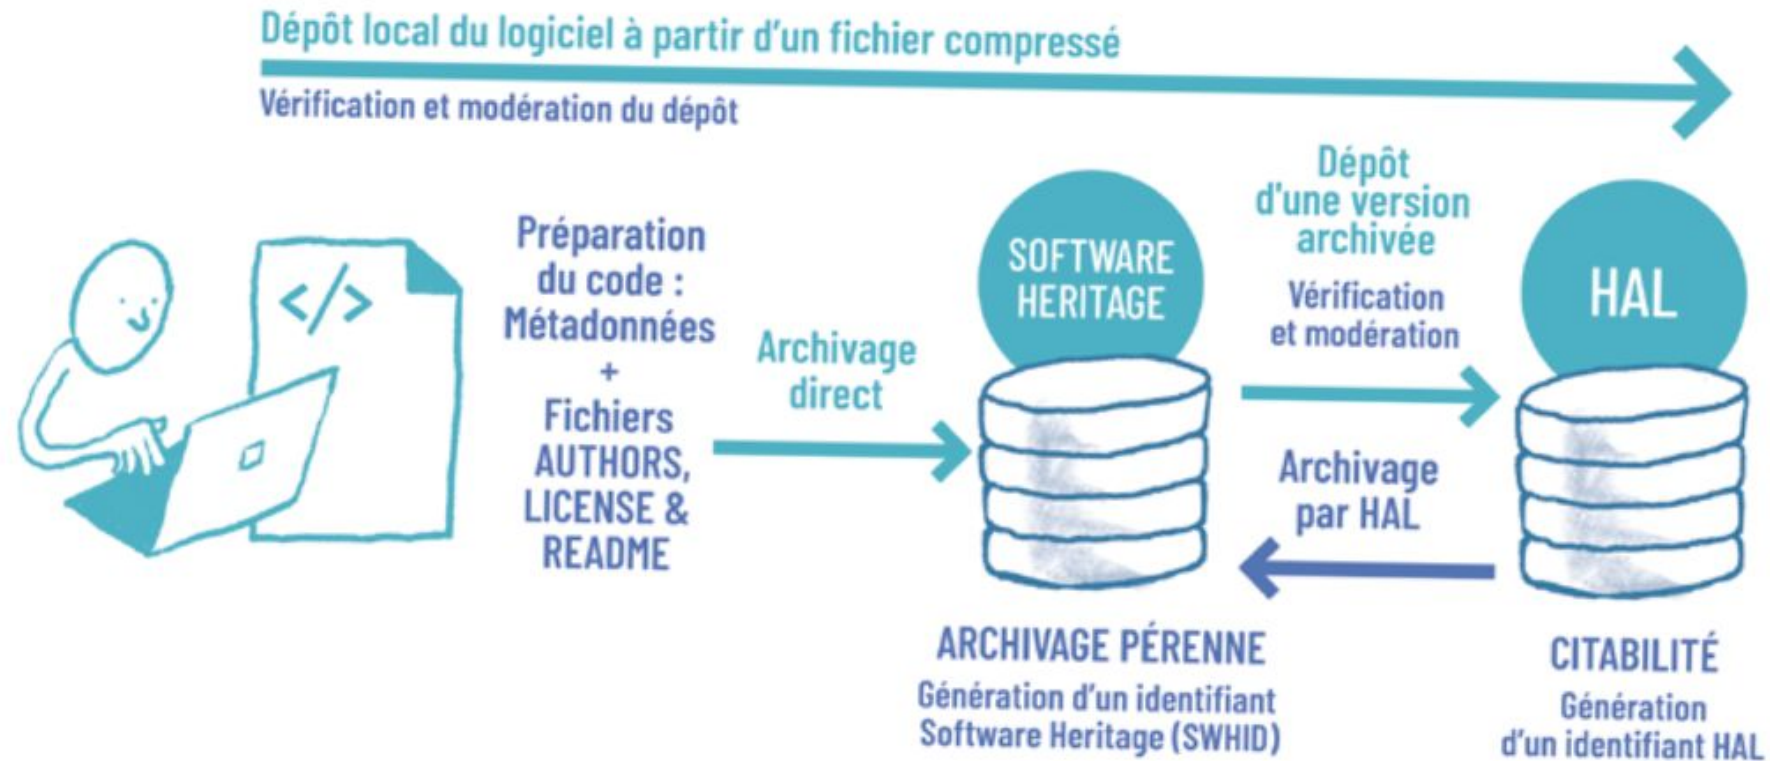 Dépôt local du logiciel à partir d'un fichier compressé
Vérification et modération du dépôt
</>
Préparation
du code :
Métadonnées
+
Fichiers
AUTHORS,
LICENSE &
README
Archivage
direct
SOFTWARE
HERITAGE
Dépôt
d'une version
archivée
Vérification
et modération
HAL
Archivage
par HAL
ARCHIVAGE PÉRENNE
Génération d'un identifiant
Software Heritage (SWHID)
CITABILITÉ
Génération
d'un identifiant HAL